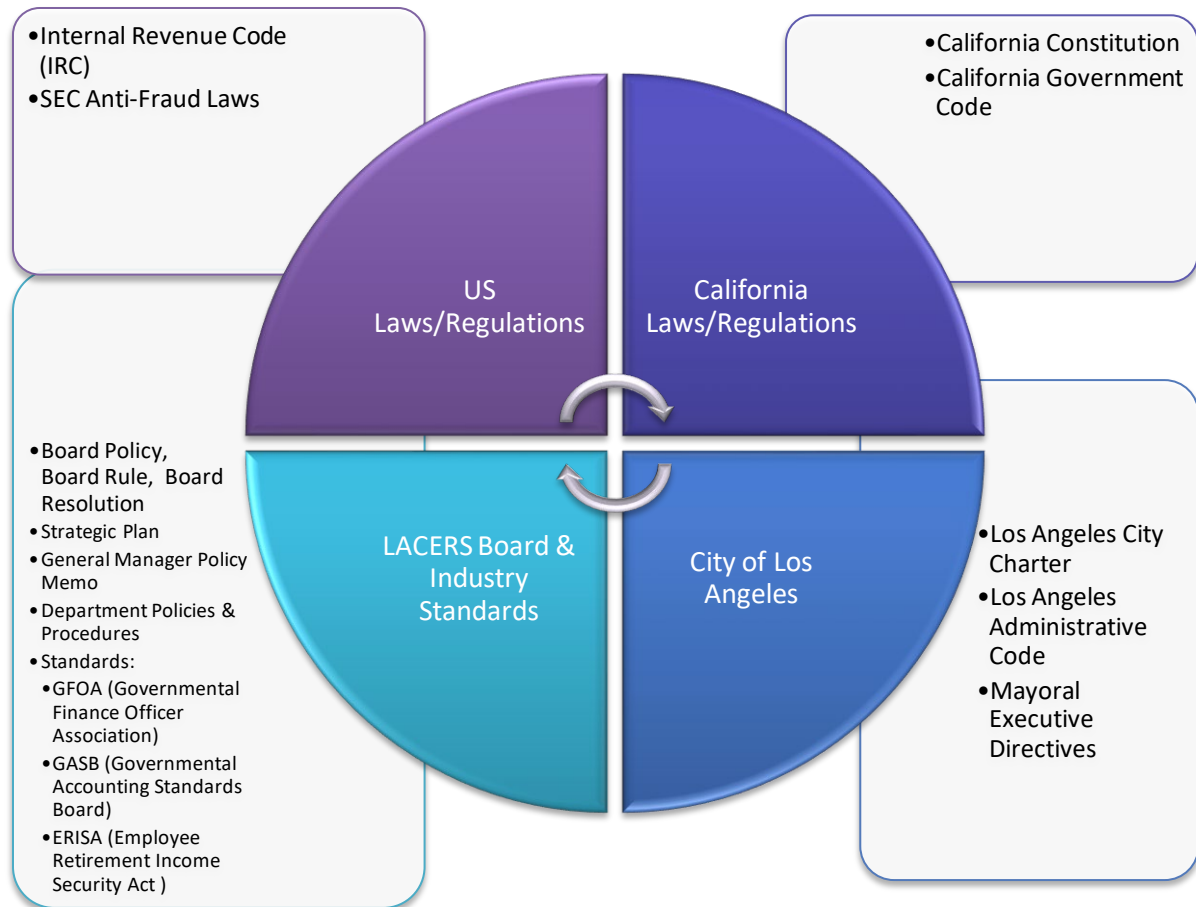 •Internal Revenue Code
(IRC)
•SEC Anti-Fraud Laws
•California Constitution
•California Government
Code
US
Laws/Regulations
California
Laws/Regulations
•Board Policy,
Board Rule, Board
Resolution
•Strategic Plan
•General Manager Policy
Memo
•Department Policies &
Procedures
•Standards:
•GFOA (Governmental
Finance Officer
Association)
•GASB (Governmental
Accounting Standards
Board)
•ERISA (Employee
Retirement Income
Security Act )
LACERS Board &
Industry
Standards
City of Los
Angeles
•Los Angeles City
Charter
•Los Angeles
Administrative
Code
•Mayoral
Executive
Directives